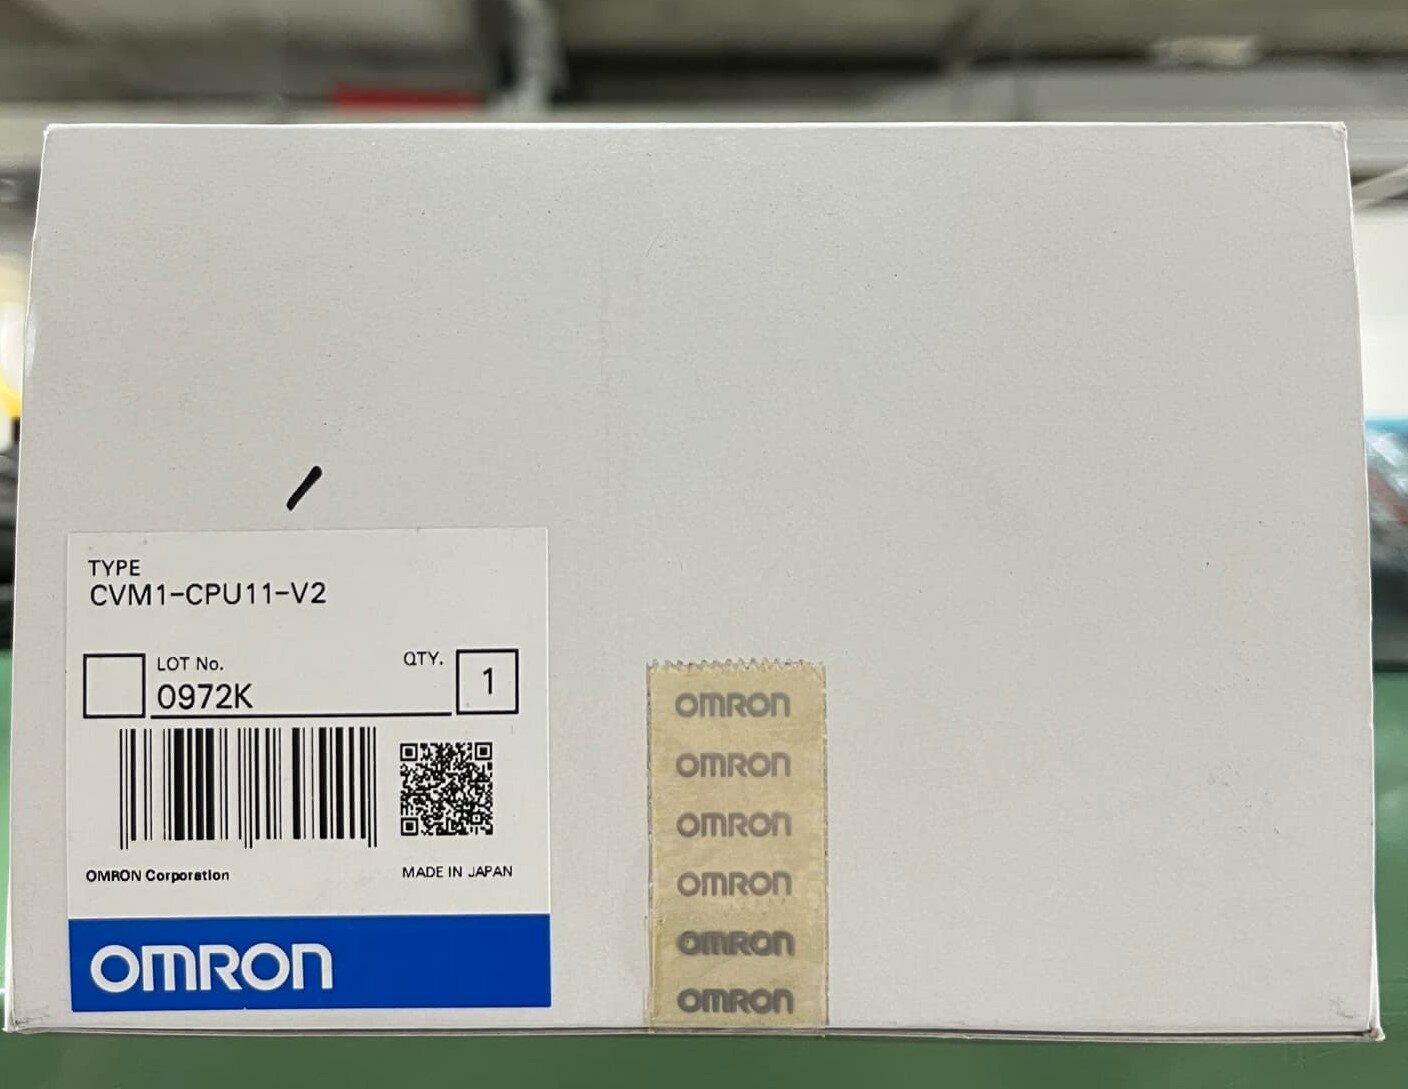 TYPE
CVM1-CPU11-V2
LOT No.
0972K
QTY.
1
OMRON Corporation
MADE IN JAPAN
OMRON
OMRON
OMRON
OMRON
OMRON
OMRON
OMRON